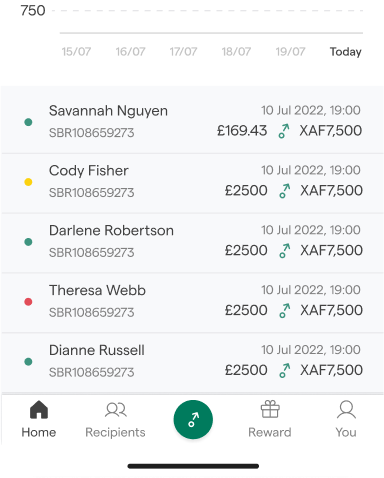 750
15/07 16/07 17/07 18/07 19/07 Today
Savannah Nguyen 10 Jul 2022, 19:00
SBR108659273 £169.43 XAF7,500
Cody Fisher 10 Jul 2022, 19:00
SBR108659273 £2500 XAF7,500
Darlene Robertson 10 Jul 2022, 19:00
SBR108659273 £2500 XAF7,500
Theresa Webb 10 Jul 2022, 19:00
SBR108659273 £2500 XAF7,500
Dianne Russell 10 Jul 2022, 19:00
SBR108659273 £2500 XAF7,500
Home Recipients Reward You